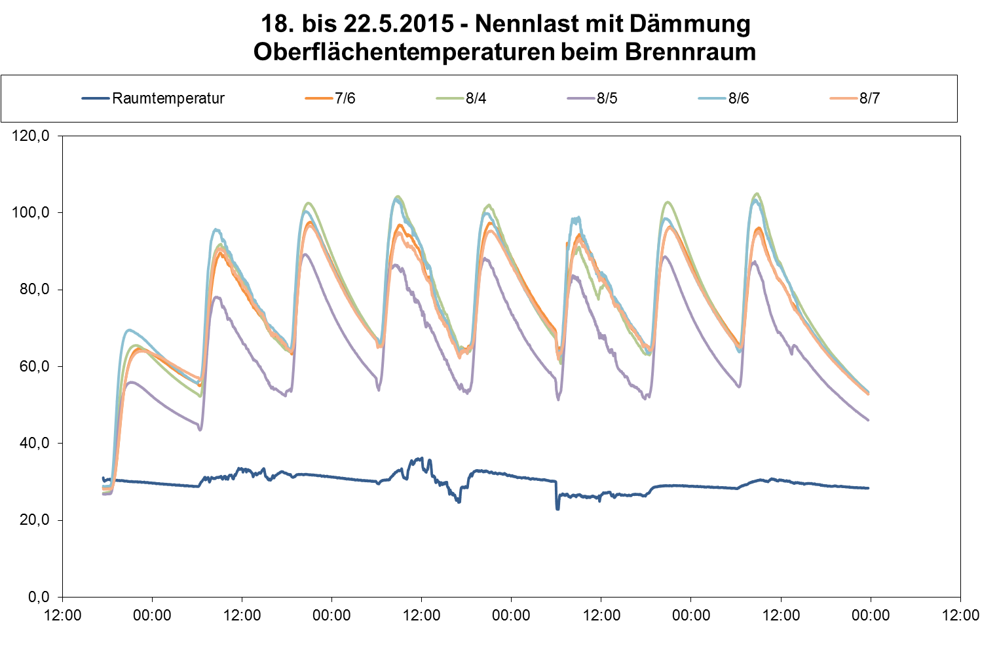 18. bis 22.5.2015 - Nennlast mit Dämmung
Oberflächentemperaturen beim Brennraum
Raumtemperatur 7/6 8/4 8/5 8/6 8/7
120,0
100,0
80,0
60,0
40,0
20,0
0,0
12:00 00:00 12:00 00:00 12:00 00:00 12:00 00:00 12:00 00:00 12:00